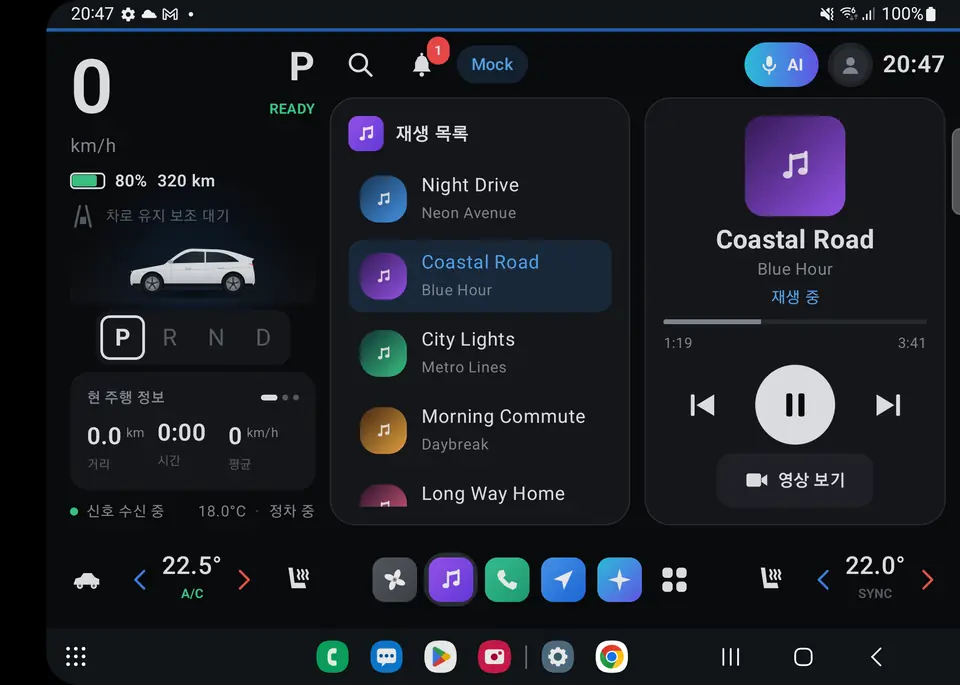 20:47
100%
0
P
READY
km/h
80% 320 km
차로 유지 보조 대기
P R N D
현 주행 정보
0.0 km 0:00 0 km/h
거리 시간 평균
신호 수신 중 18.0°C · 정차 중
1
Mock
AI
20:47
재생 목록
Night Drive
Neon Avenue
Coastal Road
Blue Hour
City Lights
Metro Lines
Morning Commute
Daybreak
Long Way Home
Coastal Road
Blue Hour
재생 중
1:19 3:41
영상 보기
22.5°
A/C
22.0°
SYNC